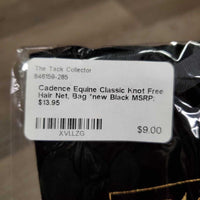 The Tack Collector
846159-285
Cadence Equine Classic Knot Free
Hair Net, Bag *new Black MSRP:
$13.95
XVLLZG
$9.00